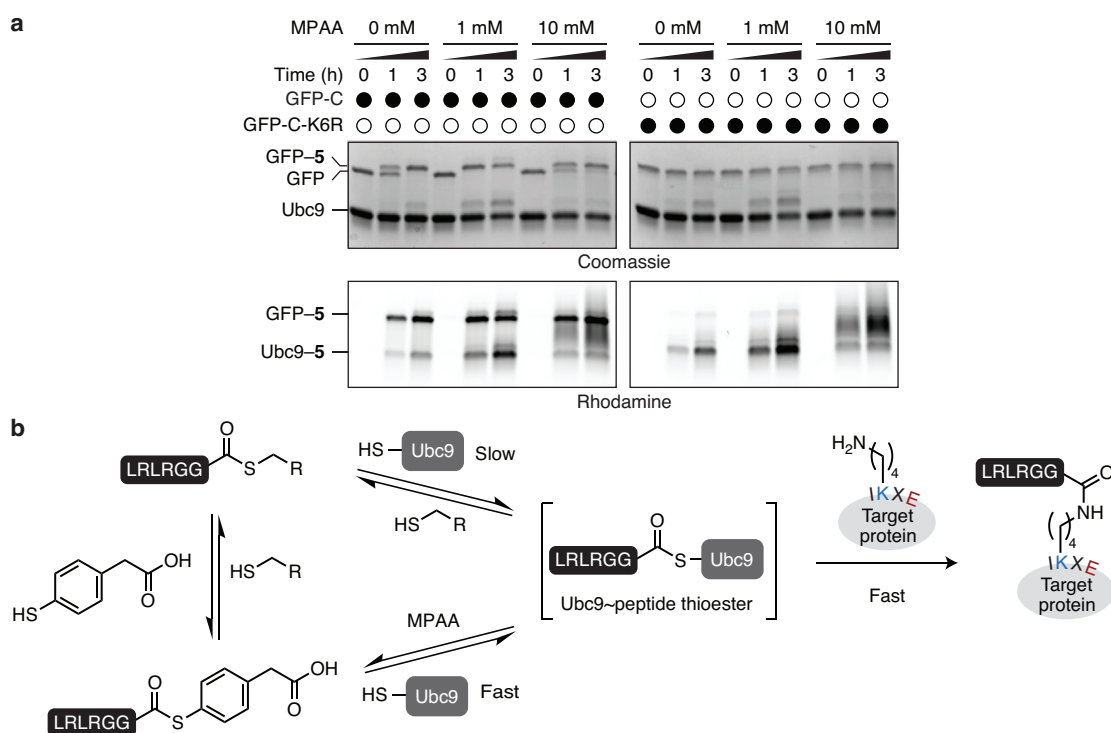 a
MPAA 0 mM 1 mM 10 mM 0 mM 1 mM 10 mM
Time (h) 0 1 3 0 1 3 0 1 3 0 1 3 0 1 3 0 1 3
GFP-C
GFP-C-K6R
GFP–5
GFP
Ubc9
Coomassie
GFP–5
Ubc9–5
Rhodamine
b
LRLRGG O S R
HS Ubc9 Slow
HS R
HS R
HS OH O
LRLRGG O S OH O
MPAA
HS Ubc9 Fast
LRLRGG O S Ubc9
Ubc9~peptide thioester
H2N 4
IKXE
Target
protein
Fast
LRLRGG O NH 4
IKXE
Target
protein